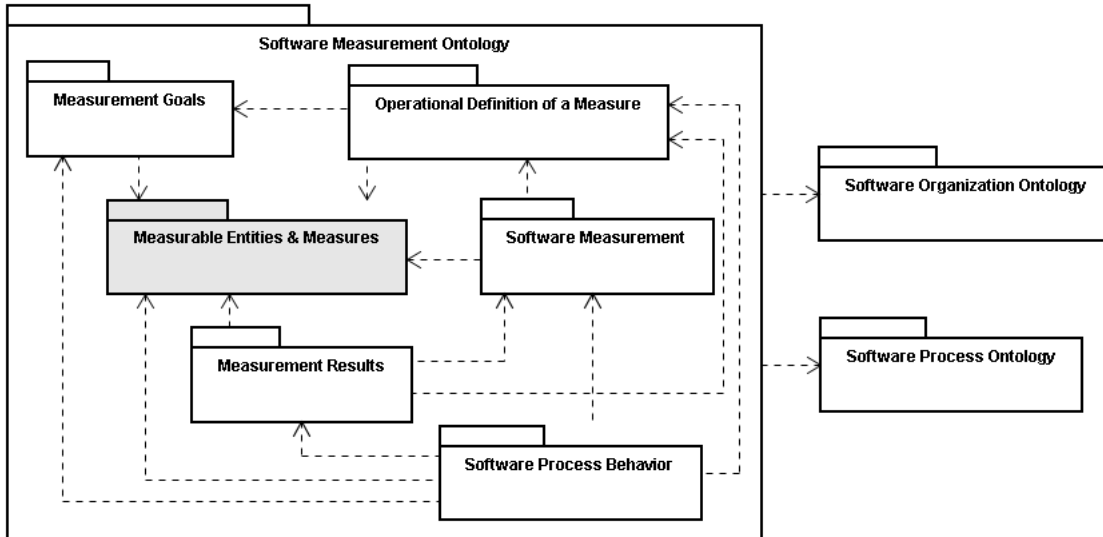 Software Measurement Ontology
Measurement Goals
Operational Definition of a Measure
Software Organization Ontology
Measurable Entities & Measures
Software Measurement
Measurement Results
Software Process Ontology
Software Process Behavior